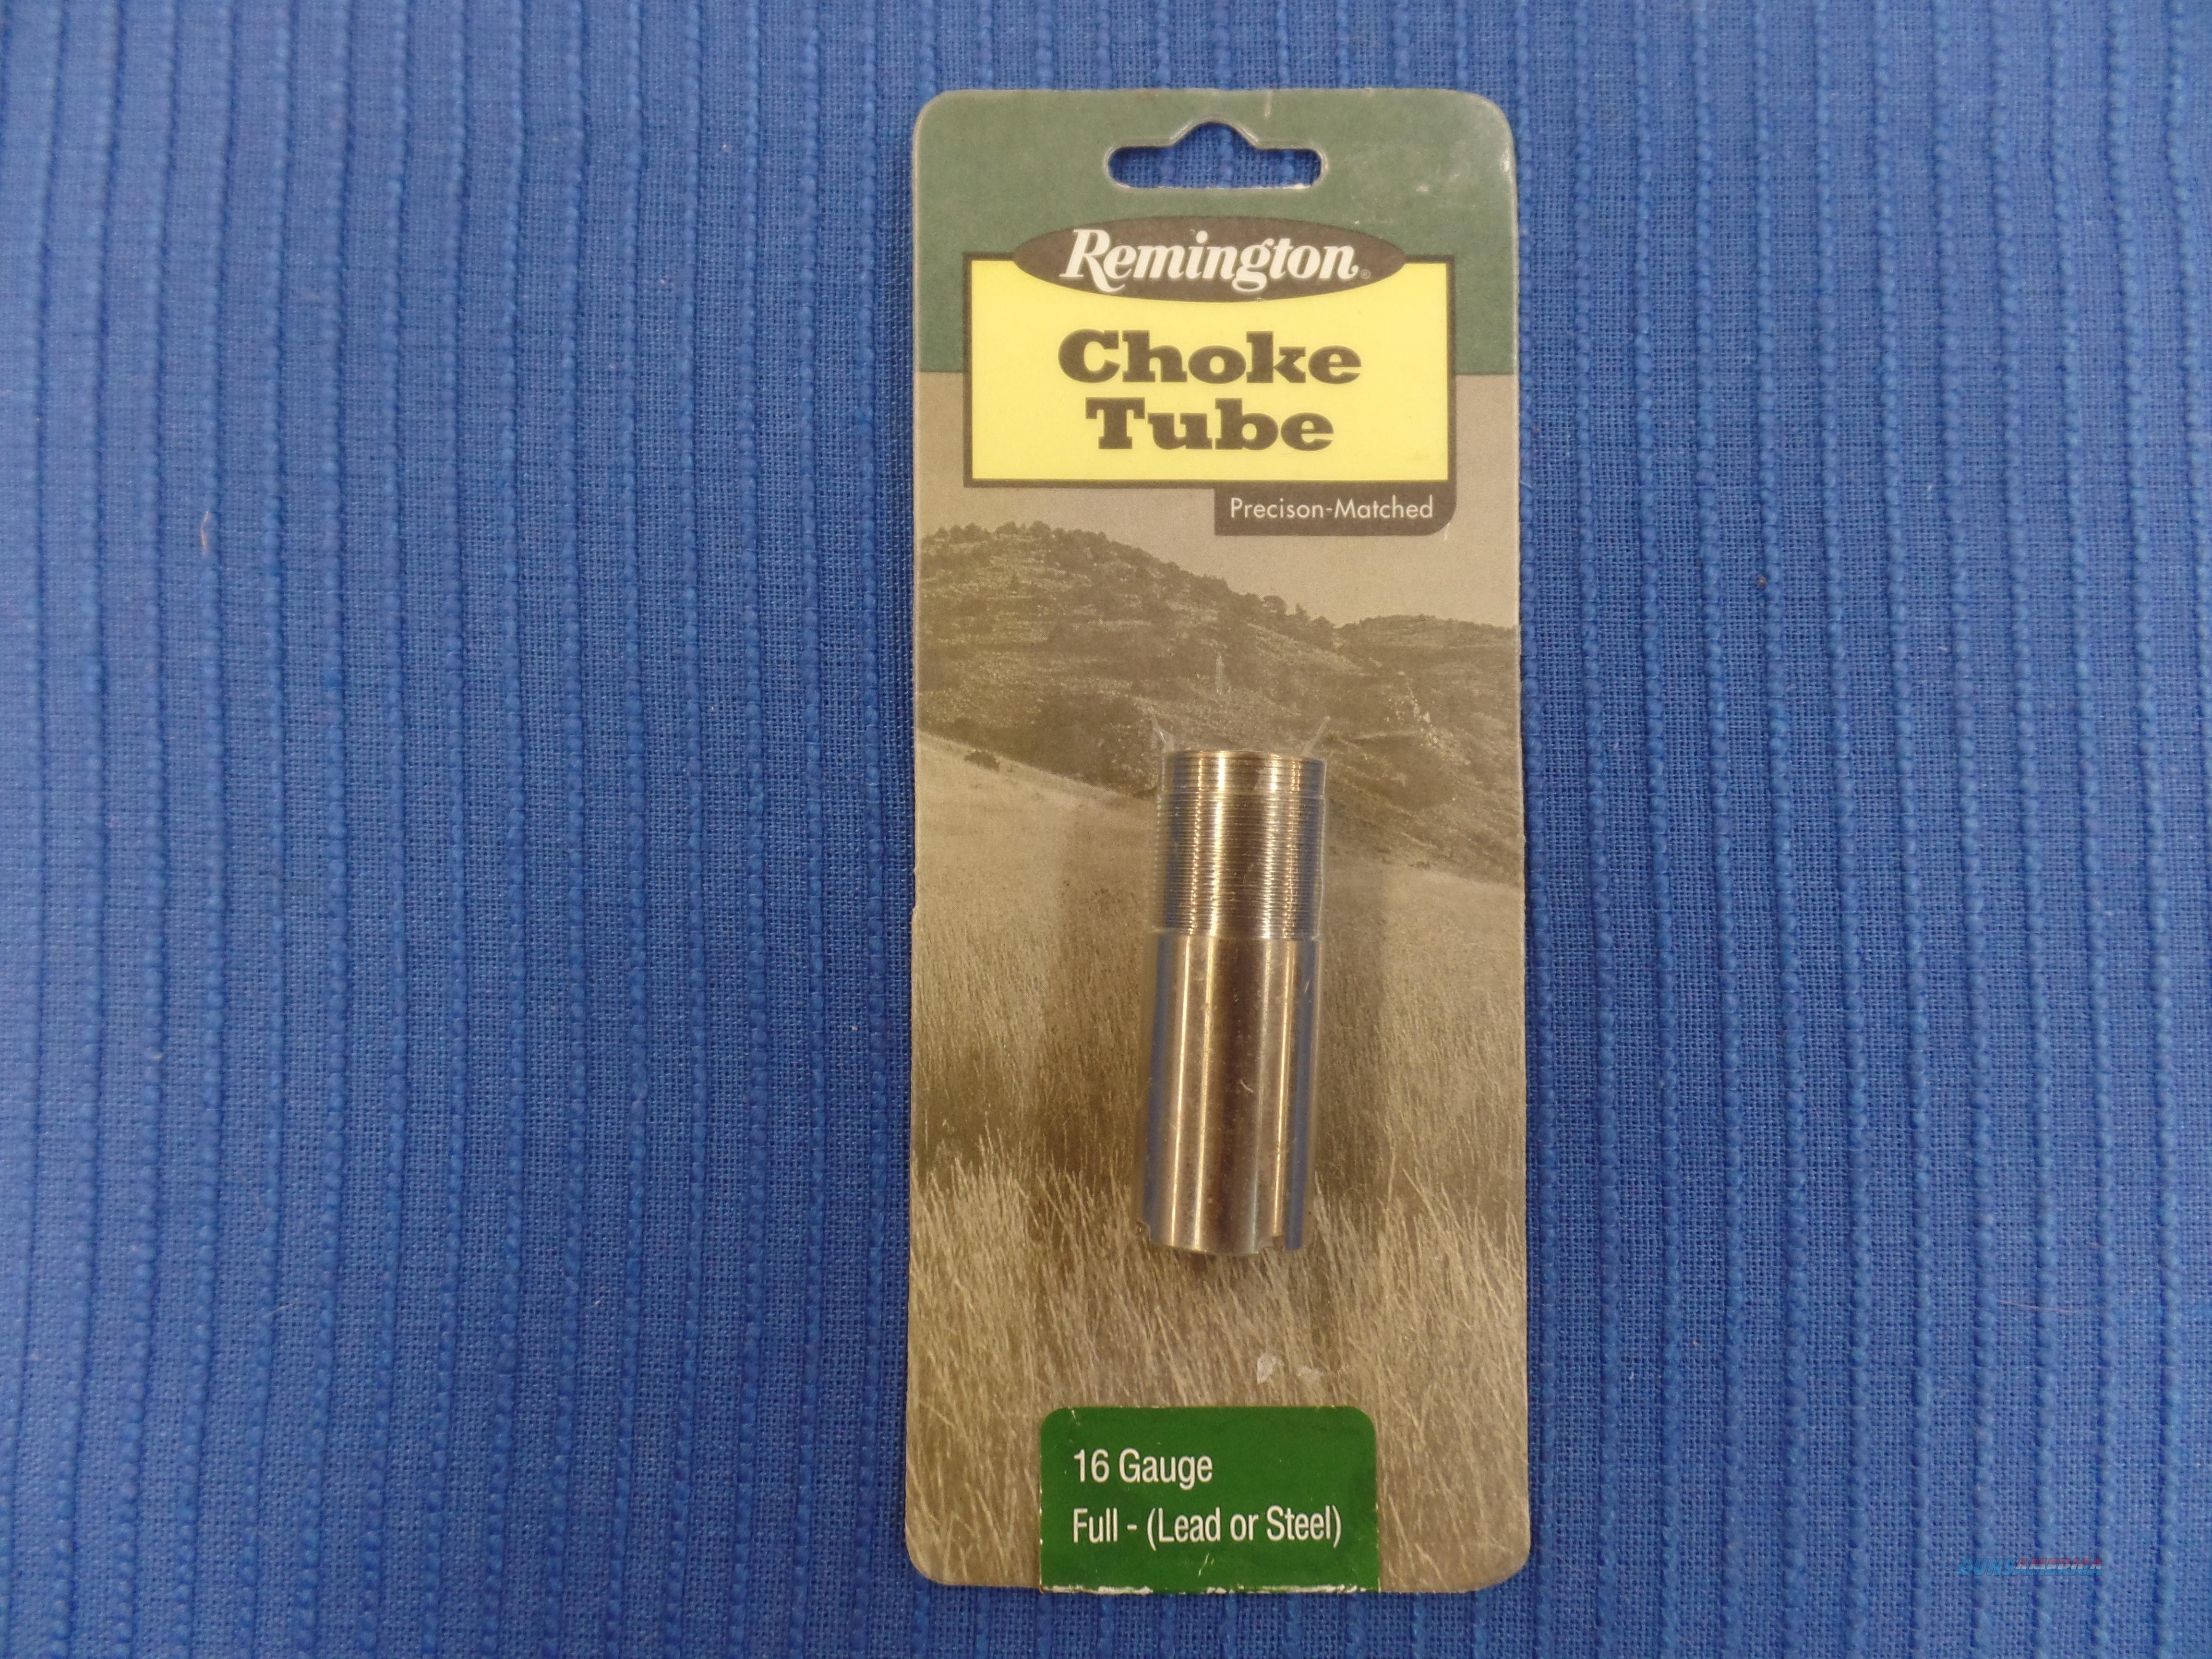 Remington®
Choke
Tube
Precison-Matched
16 Gauge
Full - (Lead or Steel)